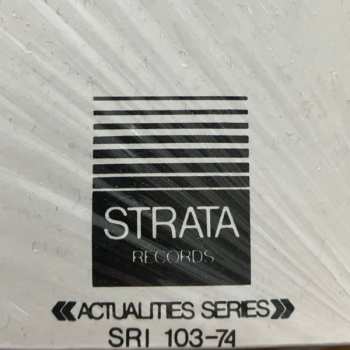 STRATA
RECORDS
《ACTUALITIES SERIES》
SRI 103-74